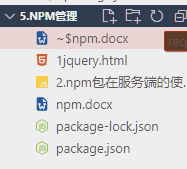 5.NPM管理
~$npm.docx
req
1jquery.html
2.npm包在服务端的使.
npm.docx
package-lock.json
package.json